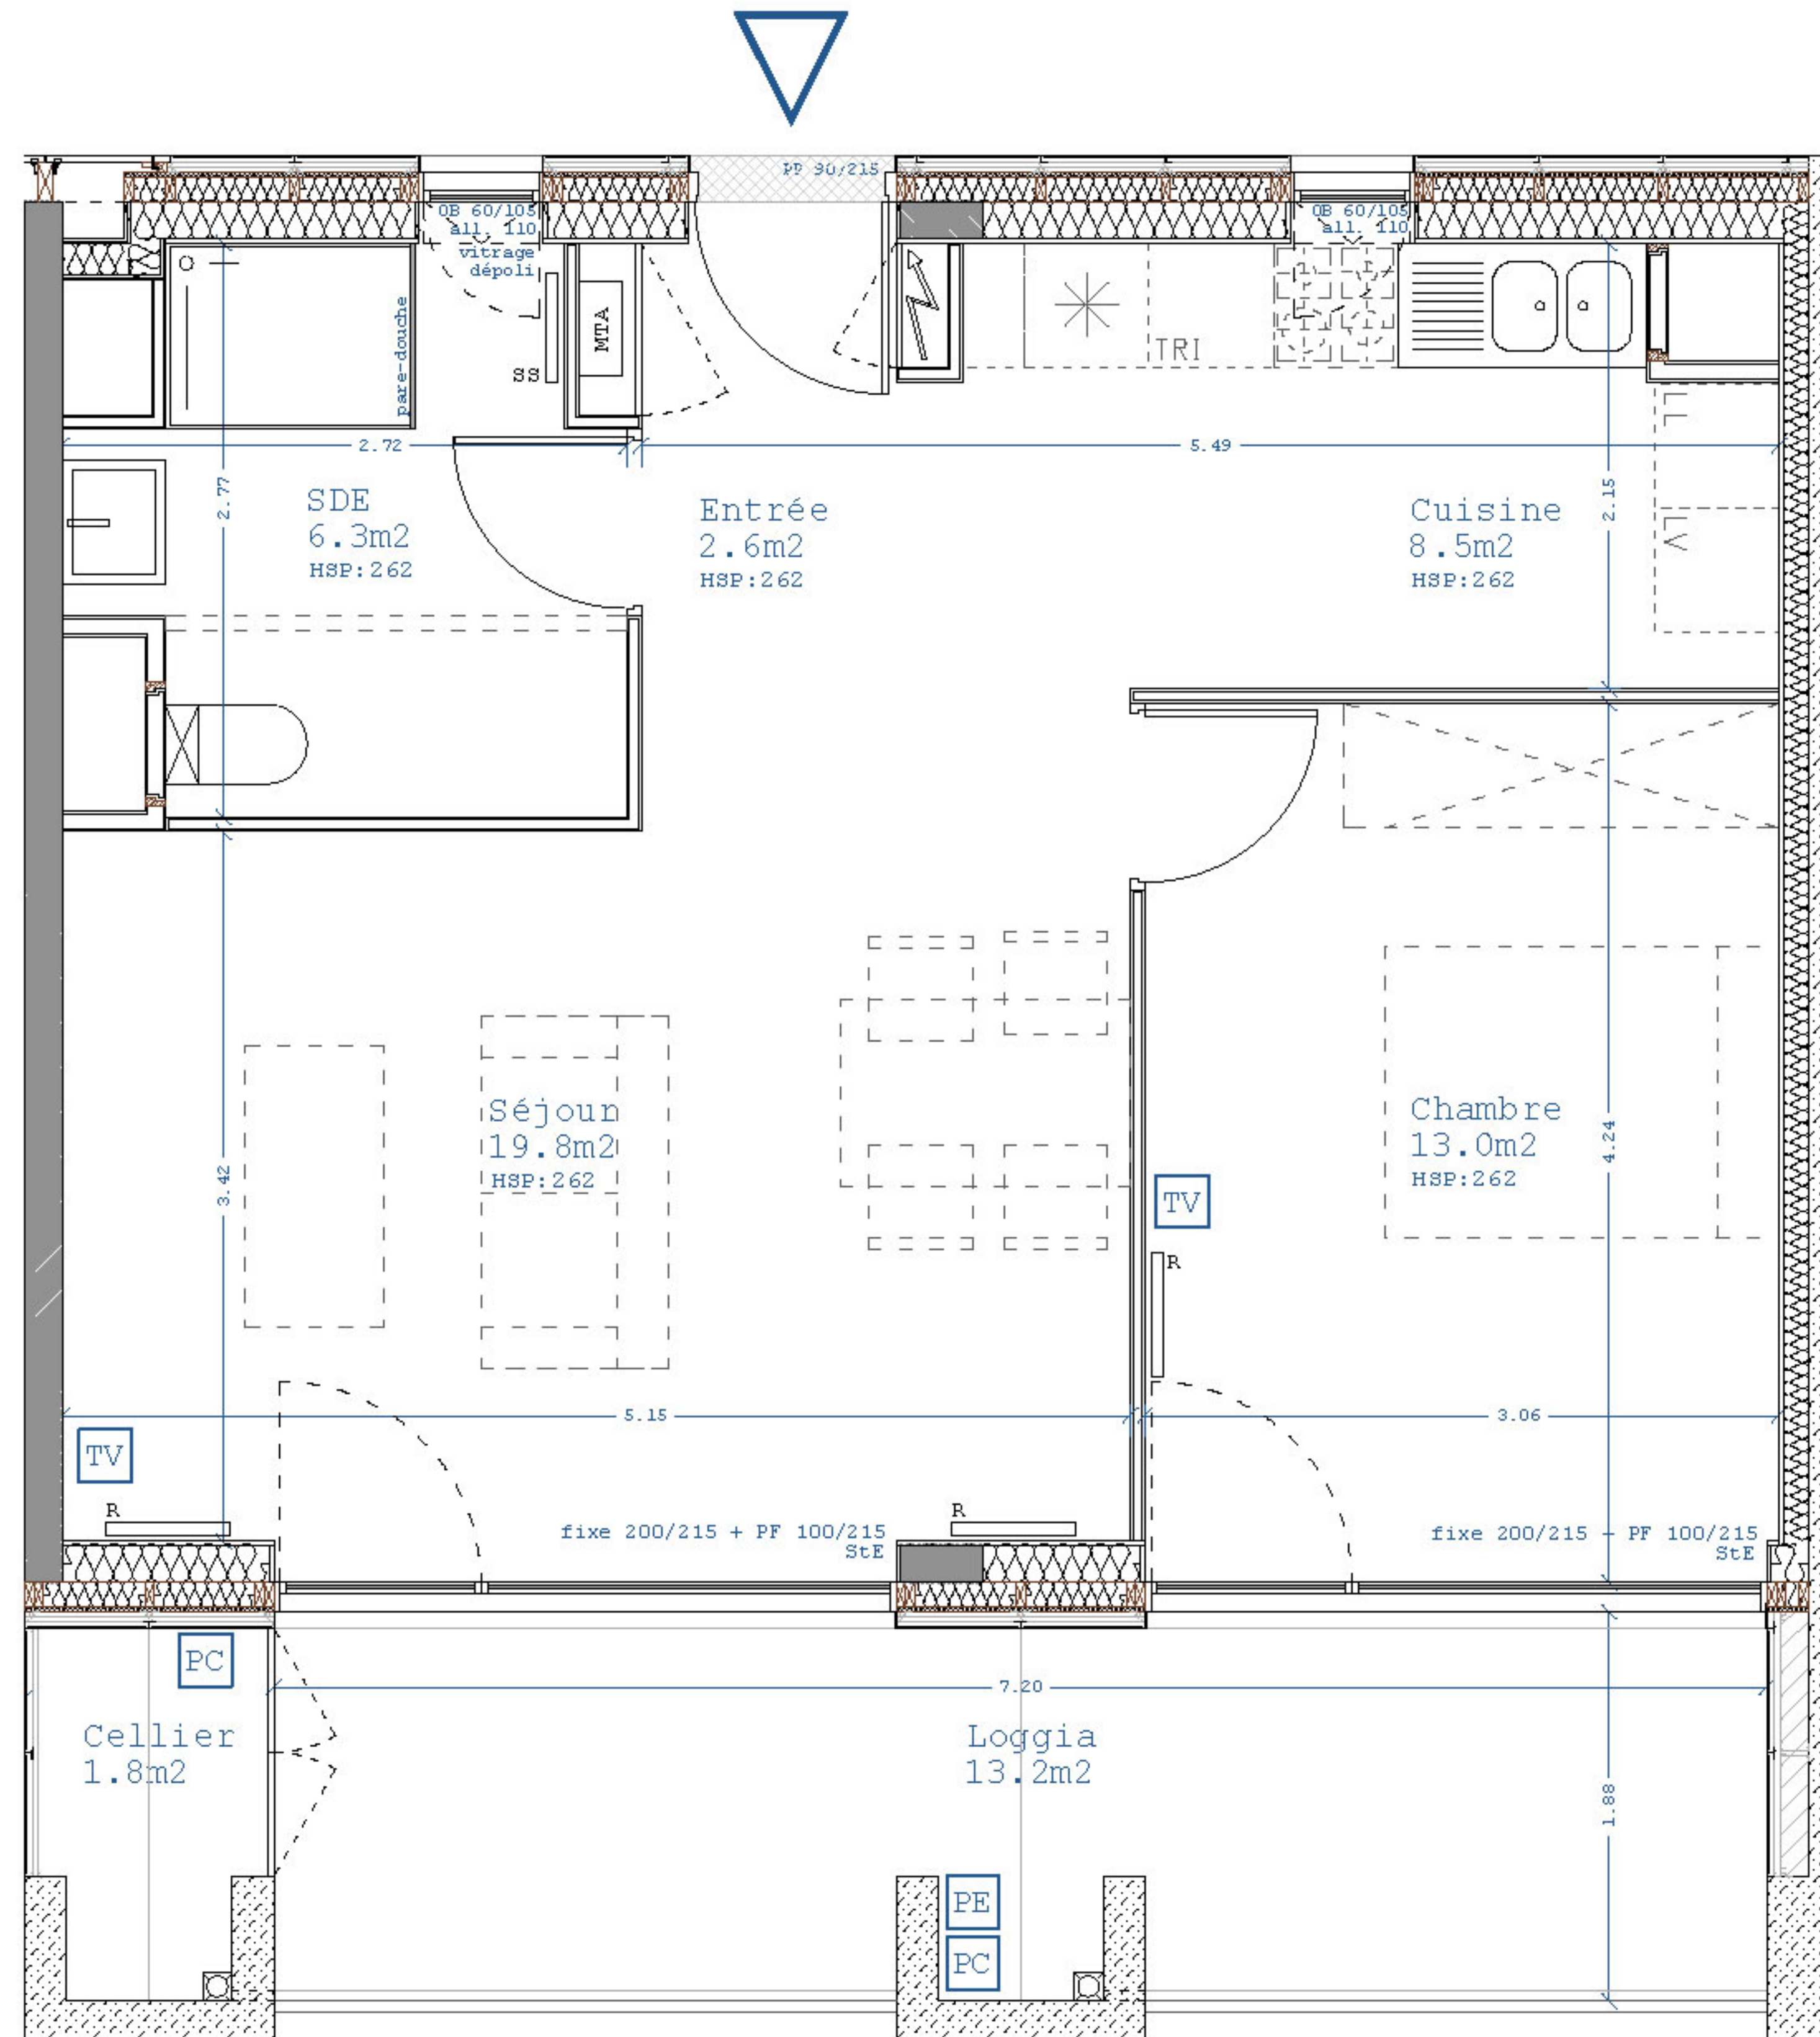 PP 90/215
OB 60/105
all. 110
vitrage
dépoli
OB 60/105
all. 110
pare-douche
SS
MTA
TRI
LL
LV
2.72
5.49
2.77
2.15
SDE
6.3m2
HSP:262
Entrée
2.6m2
HSP:262
Cuisine
8.5m2
HSP:262
Séjour
19.8m2
HSP:262
Chambre
13.0m2
HSP:262
3.42
4.24
TV
R
5.15
3.06
TV
R
R
fixe 200/215 + PF 100/215
StE
fixe 200/215 + PF 100/215
StE
PC
7.20
Cellier
1.8m2
Loggia
13.2m2
1.88
PE
PC